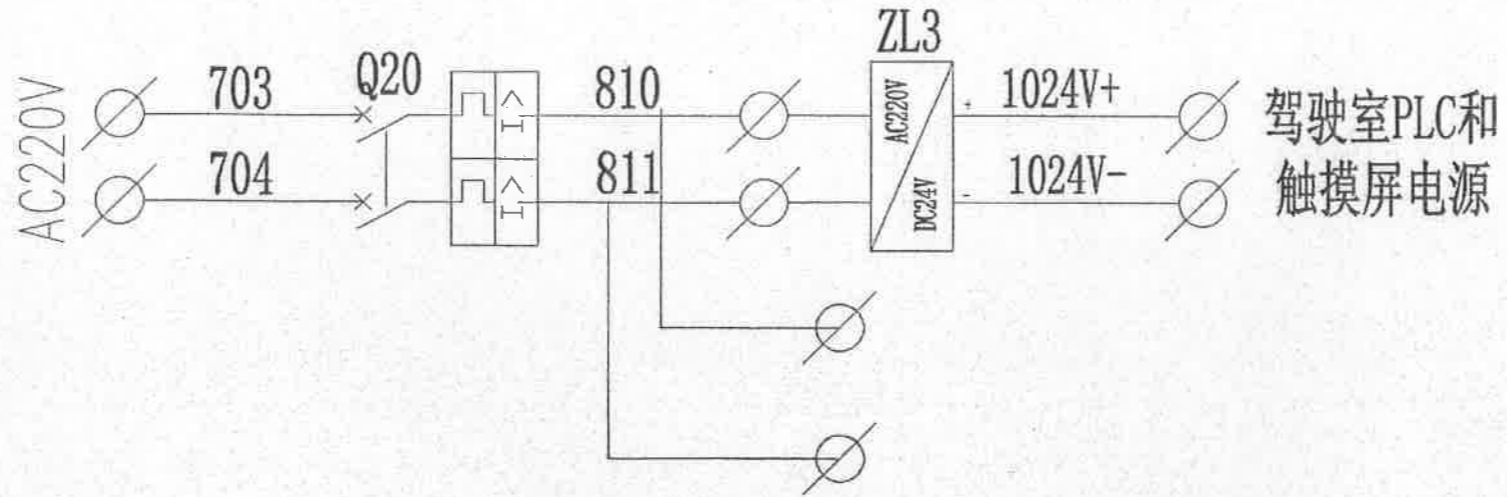 ZL3
AC220V
703
Q20
810
AC220V
1024V+
驾驶室PLC和
704
I>
I>
811
DC24V
1024V-
触摸屏电源
+
-